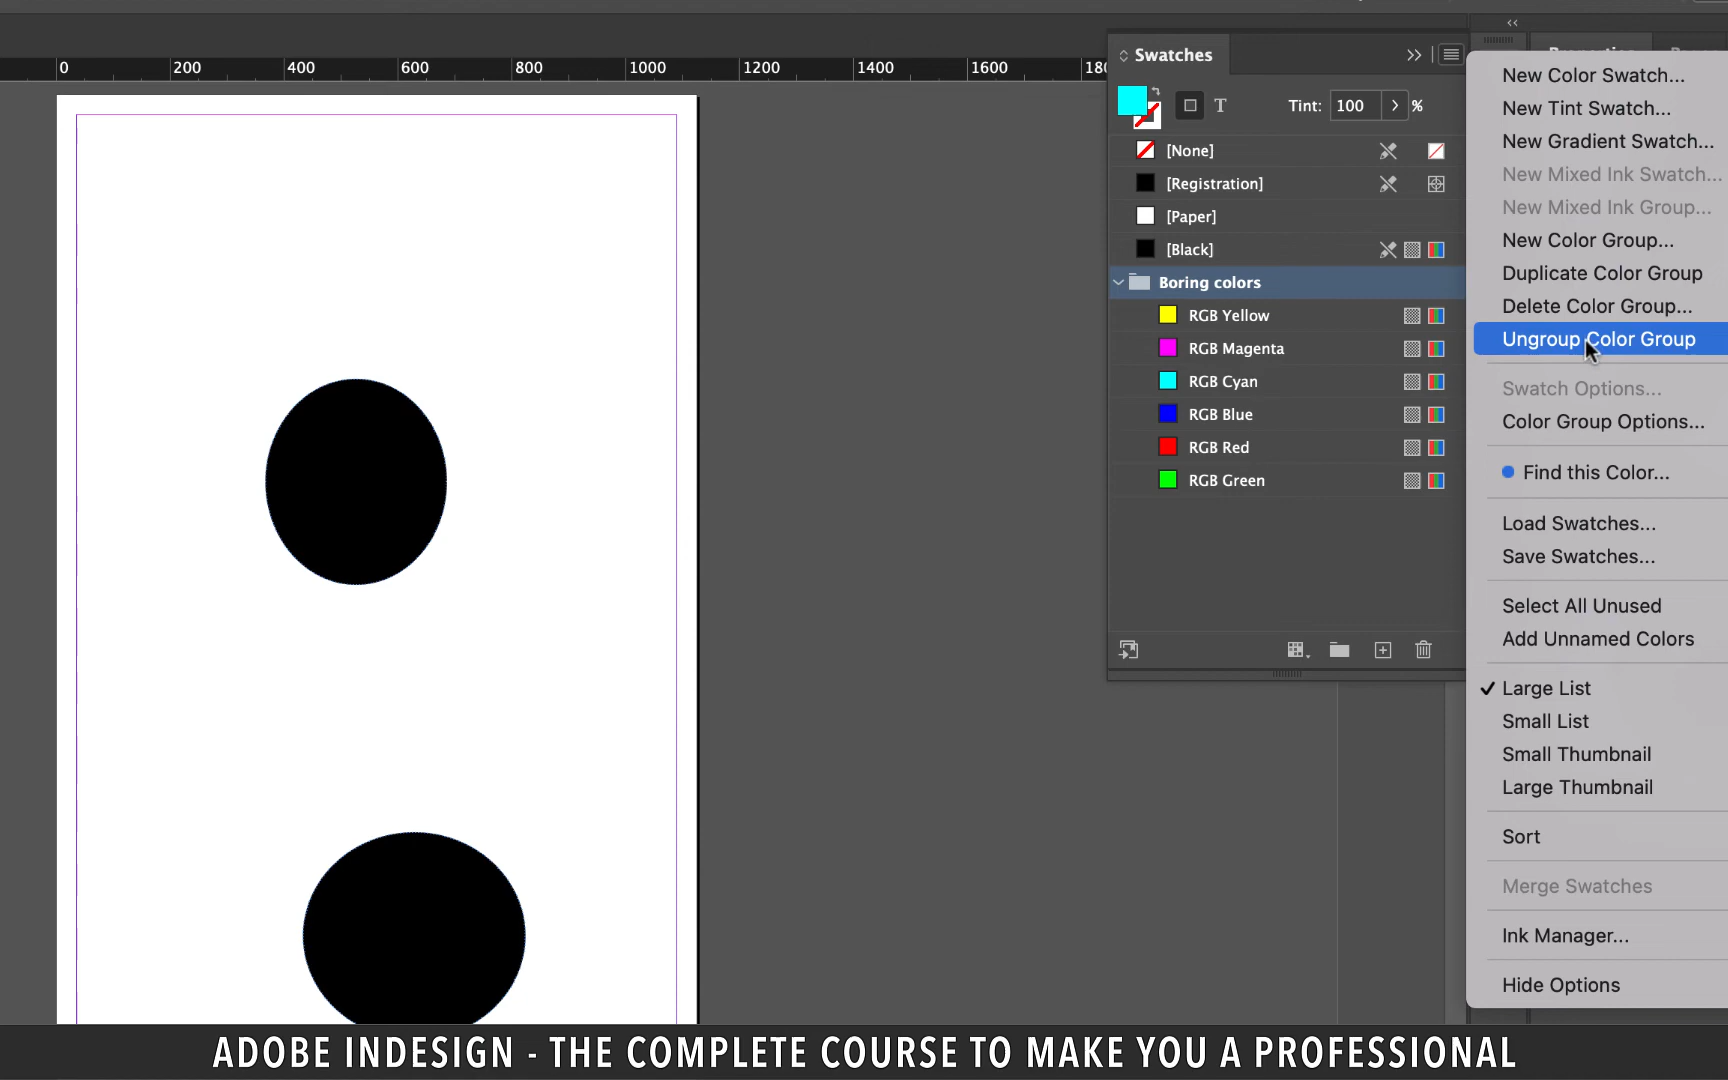 0 200 400 600 800 1000 1200 1400 1600
Swatches
T Tint: 100 %
[None]
[Registration]
[Paper]
[Black]
Boring colors
RGB Yellow
RGB Magenta
RGB Cyan
RGB Blue
RGB Red
RGB Green
New Color Swatch...
New Tint Swatch...
New Gradient Swatch...
New Mixed Ink Swatch...
New Mixed Ink Group...
New Color Group...
Duplicate Color Group
Delete Color Group...
Ungroup Color Group
Swatch Options...
Color Group Options...
Find this Color...
Load Swatches...
Save Swatches...
Select All Unused
Add Unnamed Colors
Large List
Small List
Small Thumbnail
Large Thumbnail
Sort
Merge Swatches
Ink Manager...
Hide Options
ADOBE INDESIGN - THE COMPLETE COURSE TO MAKE YOU A PROFESSIONAL